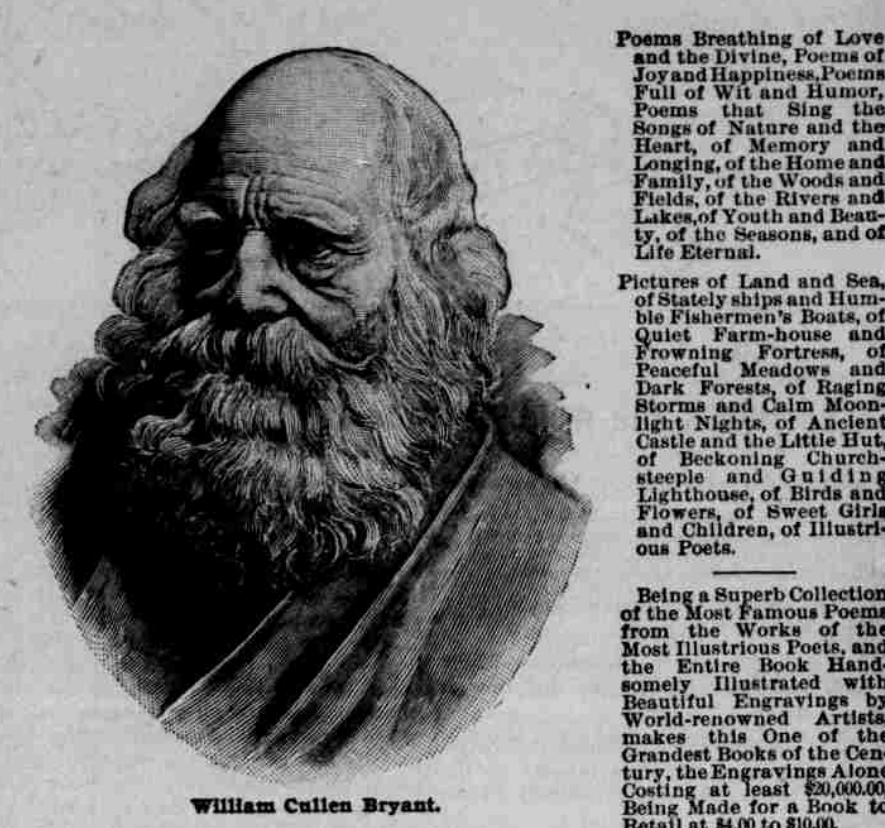 Poems Breathing of Love
and the Divine, Poems of
Joy and Happiness, Poems
Full of Wit and Humor,
Poems that Sing the
Songs of Nature and the
Heart, of Memory and
Longing, of the Home and
Family, of the Woods and
Fields, of the Rivers and
Lakes, of Youth and Beau-
ty, of the Seasons, and of
Life Eternal.
Pictures of Land and Sea,
of Stately ships and Hum-
ble Fishermen's Boats, of
Quiet Farm-house and
Frowning Fortress, of
Peaceful Meadows and
Dark Forests, of Raging
Storms and Calm Moon-
light Nights, of Ancient
Castle and the Little Hut,
of Beckoning Church-
steeple and Guiding
Lighthouse, of Birds and
Flowers, of Sweet Girls
and Children, of Illustri-
ous Poets.
Being a Superb Collection
of the Most Famous Poems
from the Works of the
Most Illustrious Poets, and
the Entire Book Hand-
somely Illustrated with
Beautiful Engravings by
World-renowned Artists
makes this One of the
Grandest Books of the Cen-
tury, the Engravings Alone
Costing at least $20,000.00,
Being Made for a Book to
Retail at $4.00 to $10.00.
William Cullen Bryant.